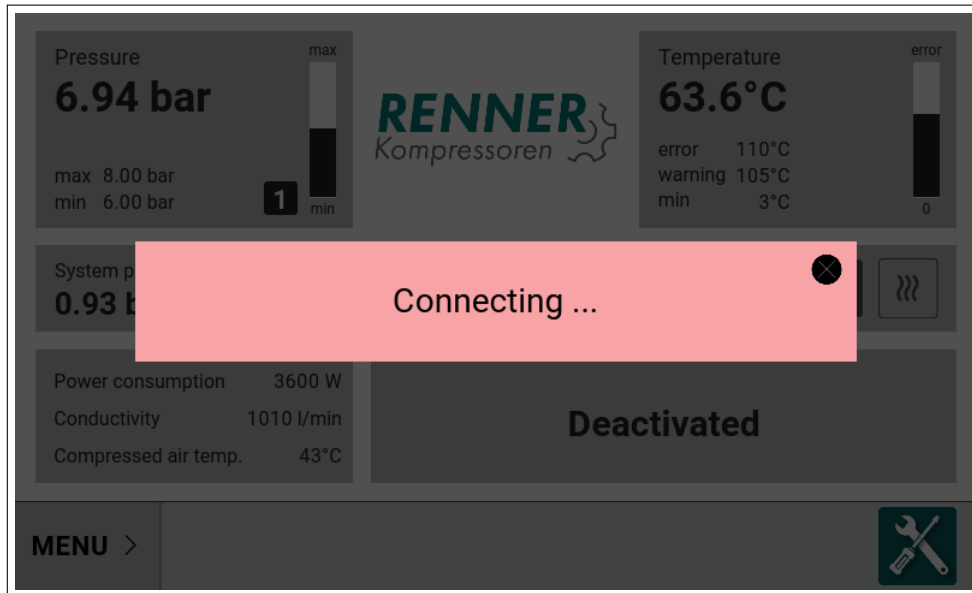 Pressure
6.94 bar
max
max 8.00 bar
min 6.00 bar
1
min
RENNER
Kompressoren
Temperature
63.6°C
error
error 110°C
warning 105°C
min 3°C
0
System p
0.93 b
Connecting ...
Power consumption 3600 W
Conductivity 1010 l/min
Compressed air temp. 43°C
Deactivated
MENU >